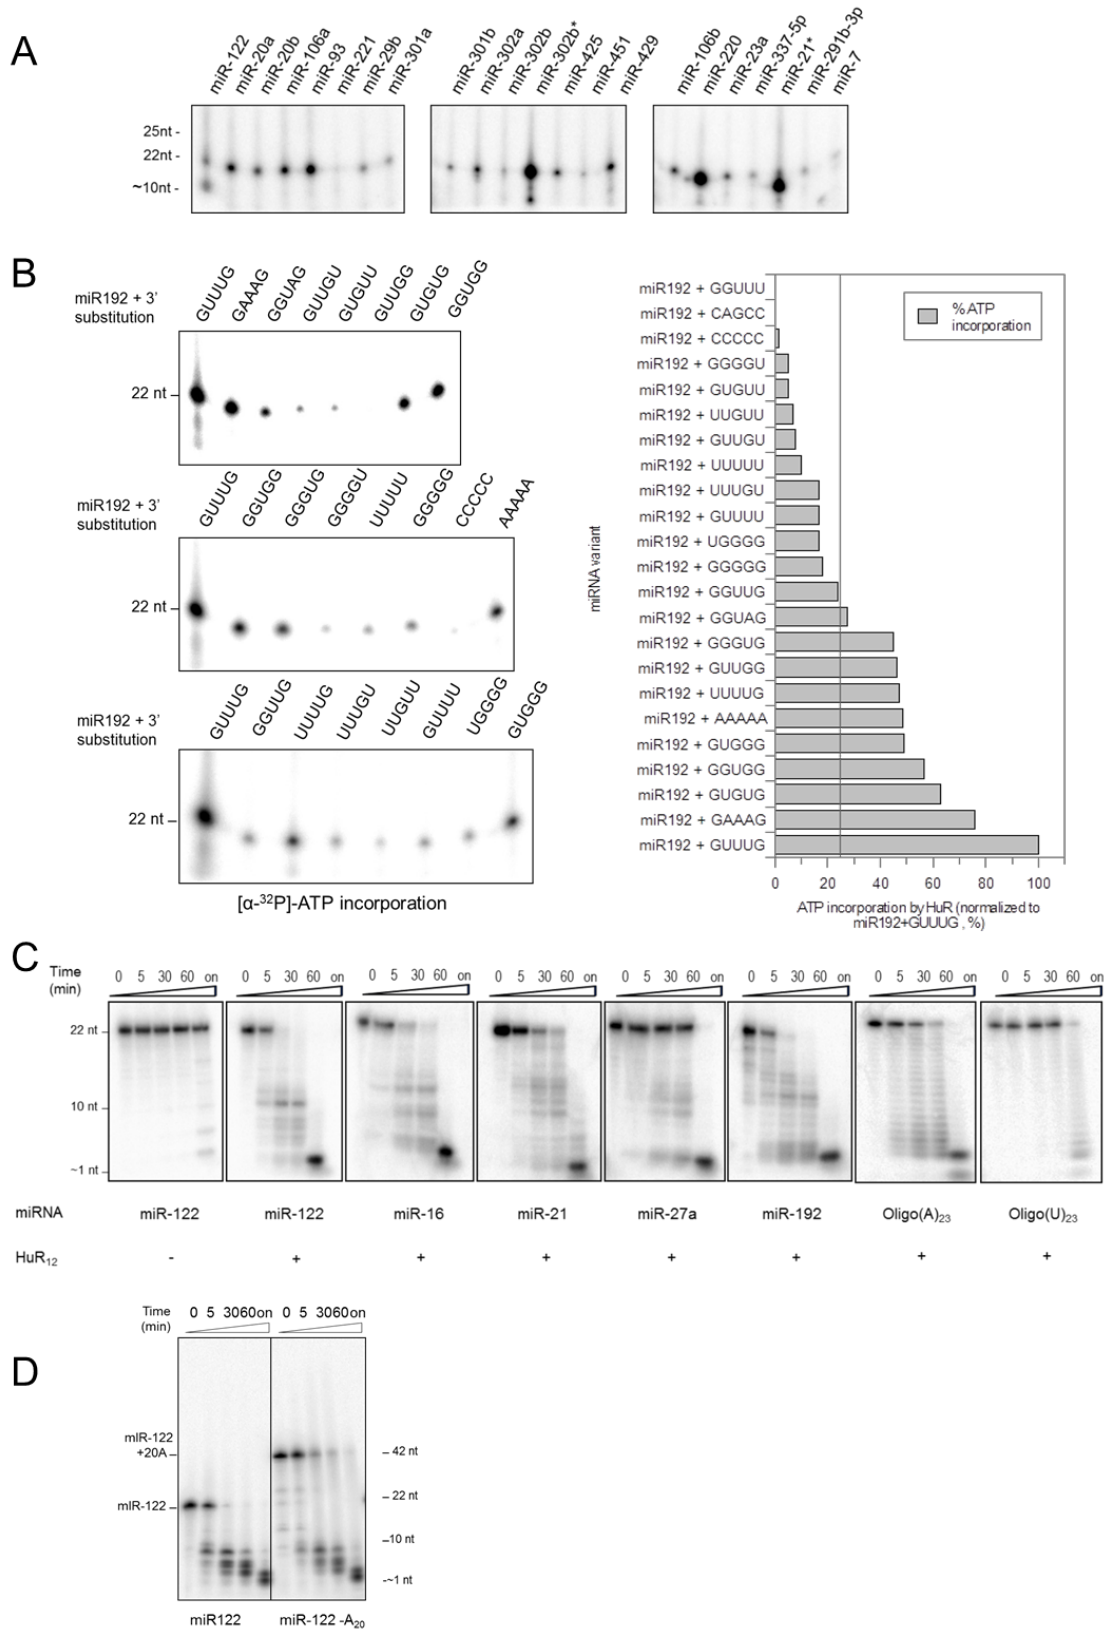 A
miR-122
miR-20a
miR-20b
miR-106a
miR-93
miR-221
miR-29b
miR-301a
miR-301b
miR-302a
miR-302b
miR-302b*
miR-425
miR-451
miR-429
miR-106b
miR-220
miR-23a
miR-337-5p
miR-21*
miR-291b-3p
miR-7
25nt -
22nt -
~10nt -
B
miR192 + 3’
substitution
GUUUG
GAAAG
GGUAG
GUUGU
GUGUU
GUUGG
GUGUG
GGUGG
22 nt
miR192 + 3’
substitution
GUUUG
GGUGG
GGGUG
GGGGU
UUUUU
GGGGG
CCCCC
AAAAA
22 nt
miR192 + 3’
substitution
GUUUG
GGUUG
UUUUG
UUUGU
UUGUU
GUUUU
UGGGG
GUGGG
22 nt
[α-³²P]-ATP incorporation
miRNA variant
miR192 + GGUUU
miR192 + CAGCC
miR192 + CCCCC
miR192 + GGGGU
miR192 + GUGUU
miR192 + UUGUU
miR192 + GUUGU
miR192 + UUUUU
miR192 + UUUGU
miR192 + GUUUU
miR192 + UGGGG
miR192 + GGGGG
miR192 + GGUUG
miR192 + GGUAG
miR192 + GGGUG
miR192 + GUUGG
miR192 + UUUUG
miR192 + AAAAA
miR192 + GUGGG
miR192 + GGUGG
miR192 + GUGUG
miR192 + GAAAG
miR192 + GUUUG
% ATP
incorporation
0 20 40 60 80 100
ATP incorporation by HuR (normalized to
miR192+GUUUG , %)
C
Time
(min)
0 5 30 60 on
0 5 30 60 on
0 5 30 60 on
0 5 30 60 on
0 5 30 60 on
0 5 30 60 on
0 5 30 60 on
0 5 30 60 on
22 nt
10 nt
~1 nt
miRNA miR-122 miR-122 miR-16 miR-21 miR-27a miR-192 Oligo(A)₂₃ Oligo(U)₂₃
HuR₁₂ - + + + + + + +
D
Time
(min)
0 5 3060on
0 5 3060on
mIR-122
+20A
mIR-122
– 42 nt
– 22 nt
–10 nt
-~1 nt
miR122 miR-122 -A₂₀